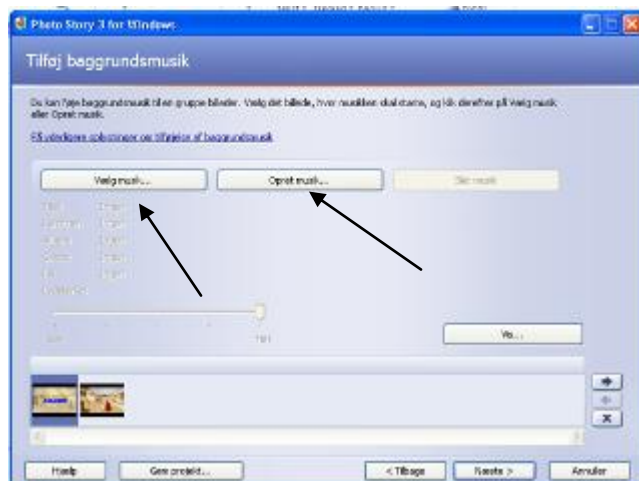 Photo Story 3 for Windows
Tilføj baggrundsmusik
Du kan føje baggrundsmusik til en gruppe billeder. Vælg det billede, hvor musikken skal starte, og klik derefter på Vælg musik
eller Opret musik.
Få yderligere oplysninger om tilføjelse af baggrundsmusik
Vælg musik... Opret musik... Slet musik
Vis...
Hjælp Gem projekt... < Tilbage Næste > Annuller